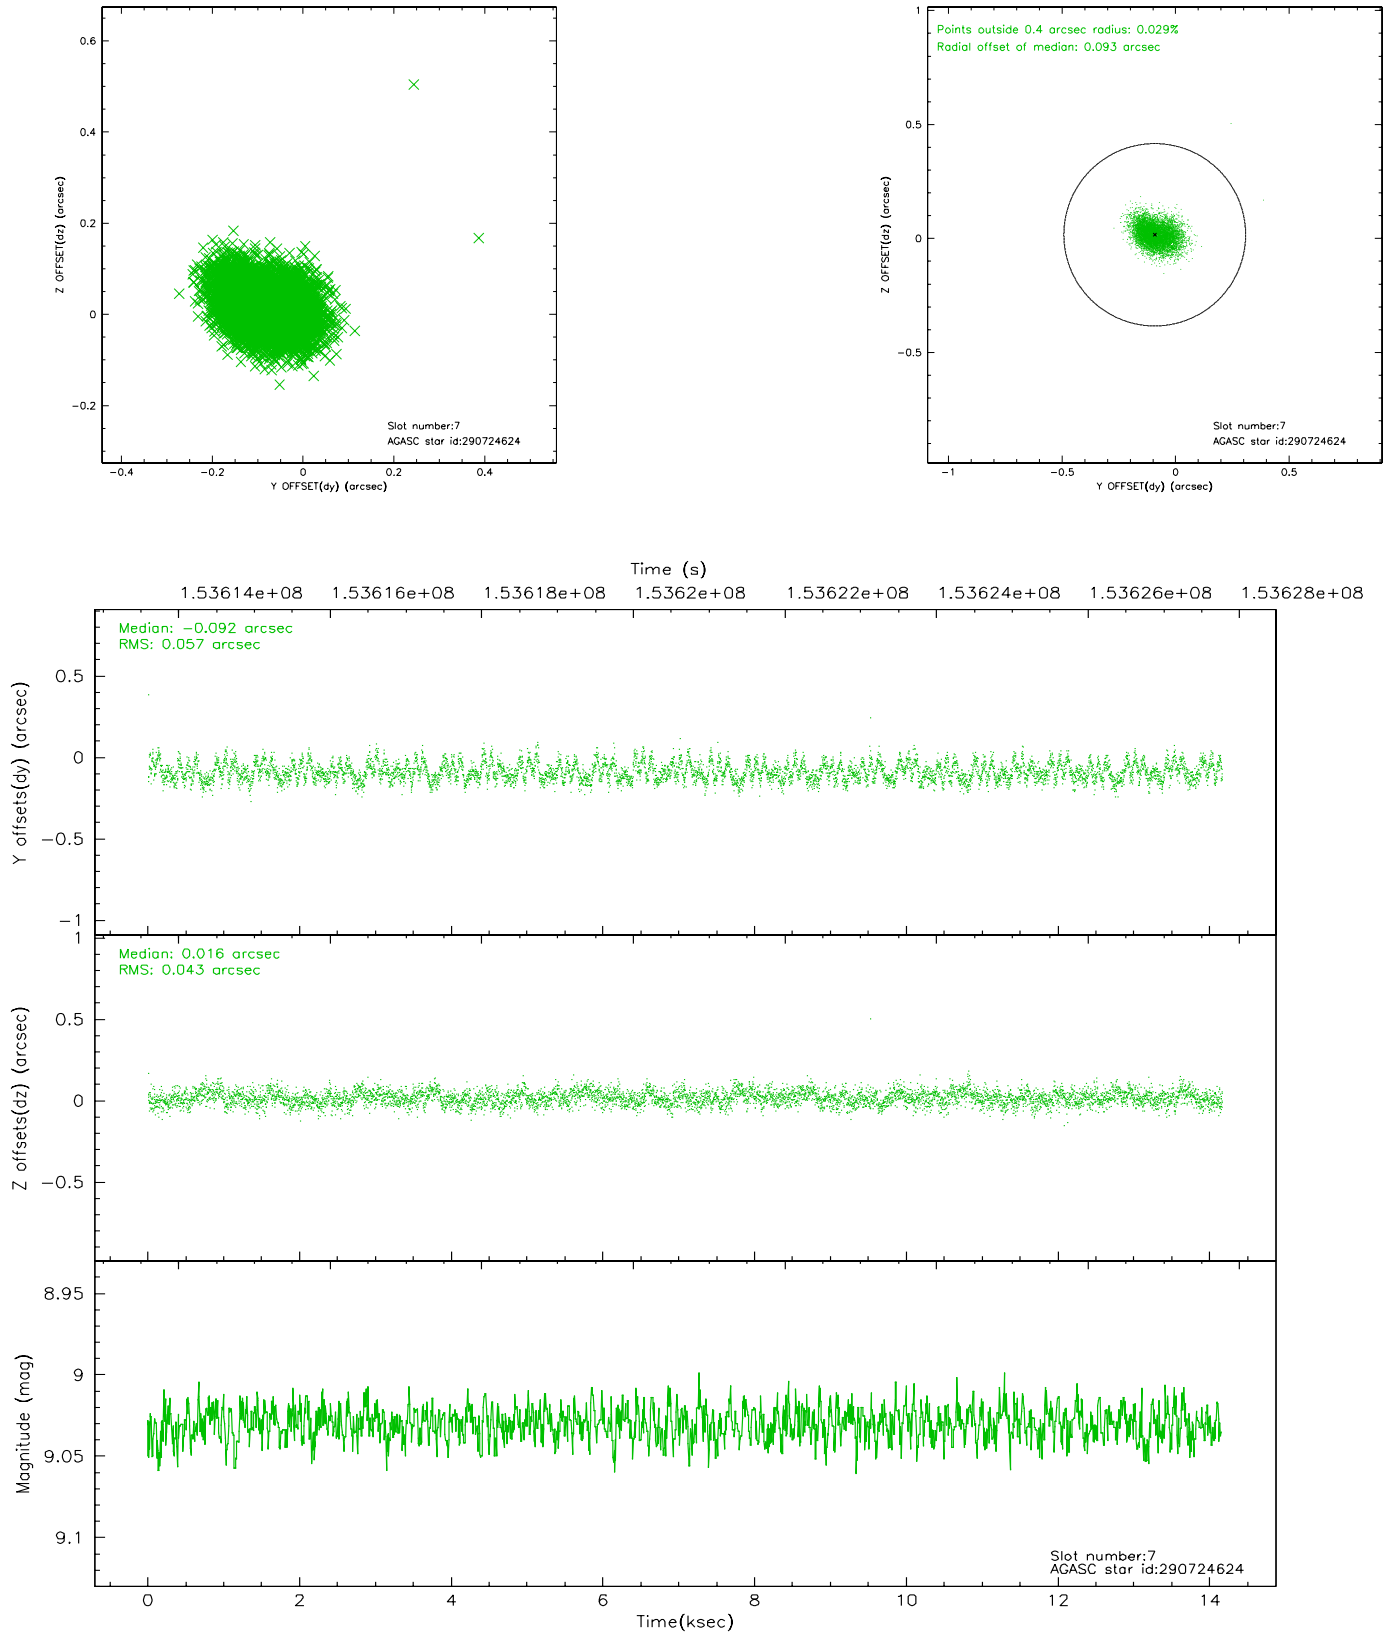 0.6
0.4
0.2
0
−0.2
Z OFFSET(dz) (arcsec)
Slot number:7
AGASC star id:290724624
−0.4 −0.2 0 0.2 0.4
Y OFFSET(dy) (arcsec)
Points outside 0.4 arcsec radius: 0.029%
Radial offset of median: 0.093 arcsec
1
0.5
0
−0.5
Z OFFSET(dz) (arcsec)
Slot number:7
AGASC star id:290724624
−1 −0.5 0 0.5
Y OFFSET(dy) (arcsec)
Time (s)
1.53614e+08 1.53616e+08 1.53618e+08 1.5362e+08 1.53622e+08 1.53624e+08 1.53626e+08 1.53628e+08
Median: −0.092 arcsec
RMS: 0.057 arcsec
0.5
0
−0.5
−1
Y offsets(dy) (arcsec)
Median: 0.016 arcsec
RMS: 0.043 arcsec
1
0.5
0
−0.5
Z offsets(dz) (arcsec)
8.95
9
9.05
9.1
Magnitude (mag)
Slot number:7
AGASC star id:290724624
0 2 4 6 8 10 12 14
Time(ksec)